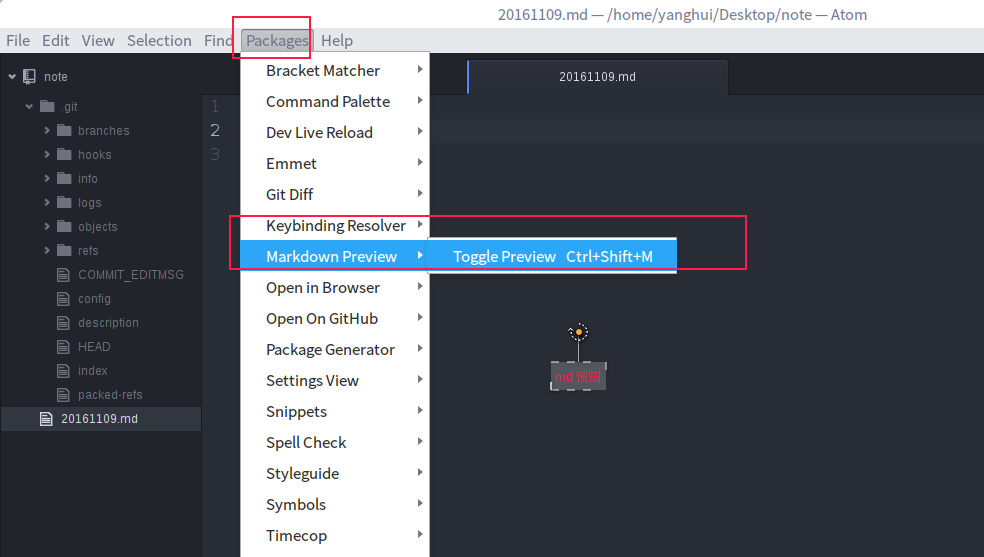 20161109.md — /home/yanghui/Desktop/note — Atom
File Edit View Selection Find Packages Help
note
20161109.md
.git
branches
hooks
info
logs
objects
refs
COMMIT_EDITMSG
config
description
HEAD
index
packed-refs
20161109.md
1
2
3
Bracket Matcher
Command Palette
Dev Live Reload
Emmet
Git Diff
Keybinding Resolver
Markdown Preview
Toggle Preview Ctrl+Shift+M
Open in Browser
Open On GitHub
Package Generator
Settings View
Snippets
Spell Check
Styleguide
Symbols
Timecop
md 预览